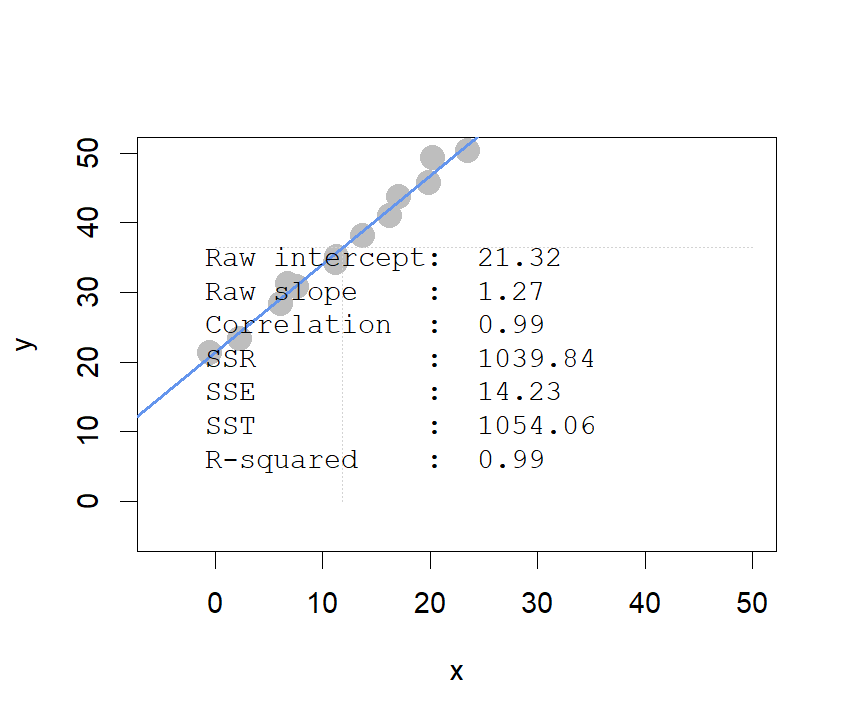 50
40
30
20
10
0
y
Raw intercept: 21.32
Raw slope : 1.27
Correlation : 0.99
SSR : 1039.84
SSE : 14.23
SST : 1054.06
R-squared : 0.99
0 10 20 30 40 50
x